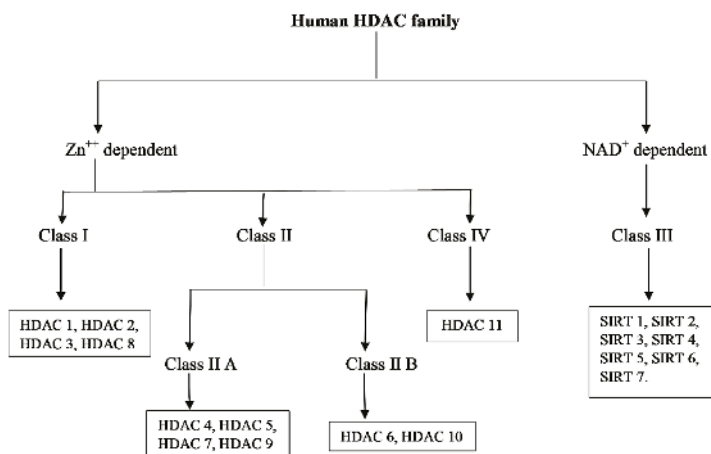 Human HDAC family
Zn++ dependent
NAD+ dependent
Class I
Class II
Class IV
Class III
HDAC 1, HDAC 2,
HDAC 3, HDAC 8
HDAC 11
SIRT 1, SIRT 2,
SIRT 3, SIRT 4,
SIRT 5, SIRT 6,
SIRT 7.
Class II A
Class II B
HDAC 4, HDAC 5,
HDAC 7, HDAC 9
HDAC 6, HDAC 10